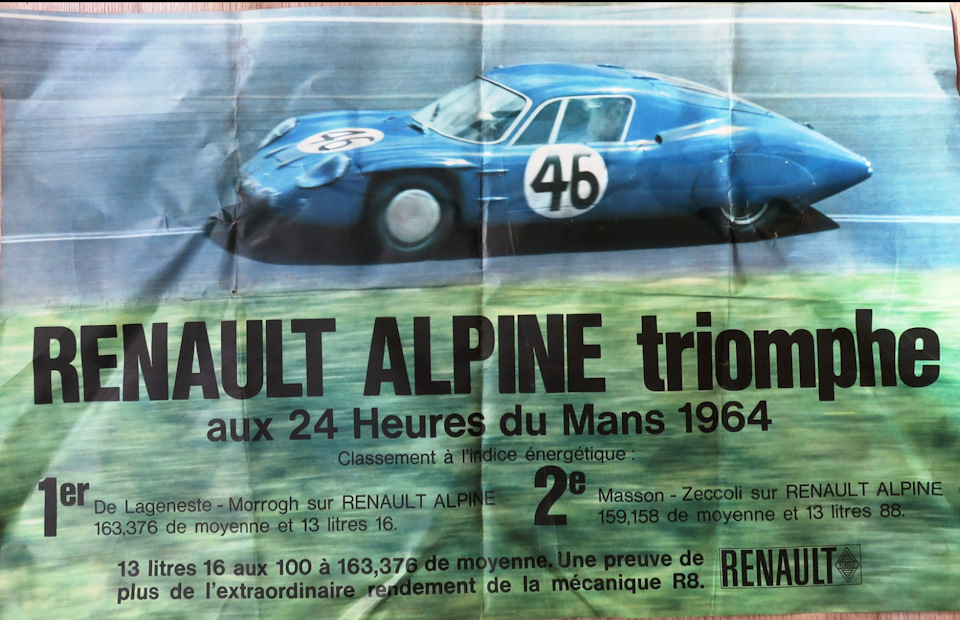 46
46
RENAULT ALPINE triomphe
aux 24 Heures du Mans 1964
Classement à l'indice énergétique :
1er De Lageneste - Morrogh sur RENAULT ALPINE
163,376 de moyenne et 13 litres 16.
2e Masson - Zeccoli sur RENAULT ALPINE
159,158 de moyenne et 13 litres 88.
13 litres 16 aux 100 à 163,376 de moyenne. Une preuve de
plus de l'extraordinaire rendement de la mécanique R8.
RENAULT